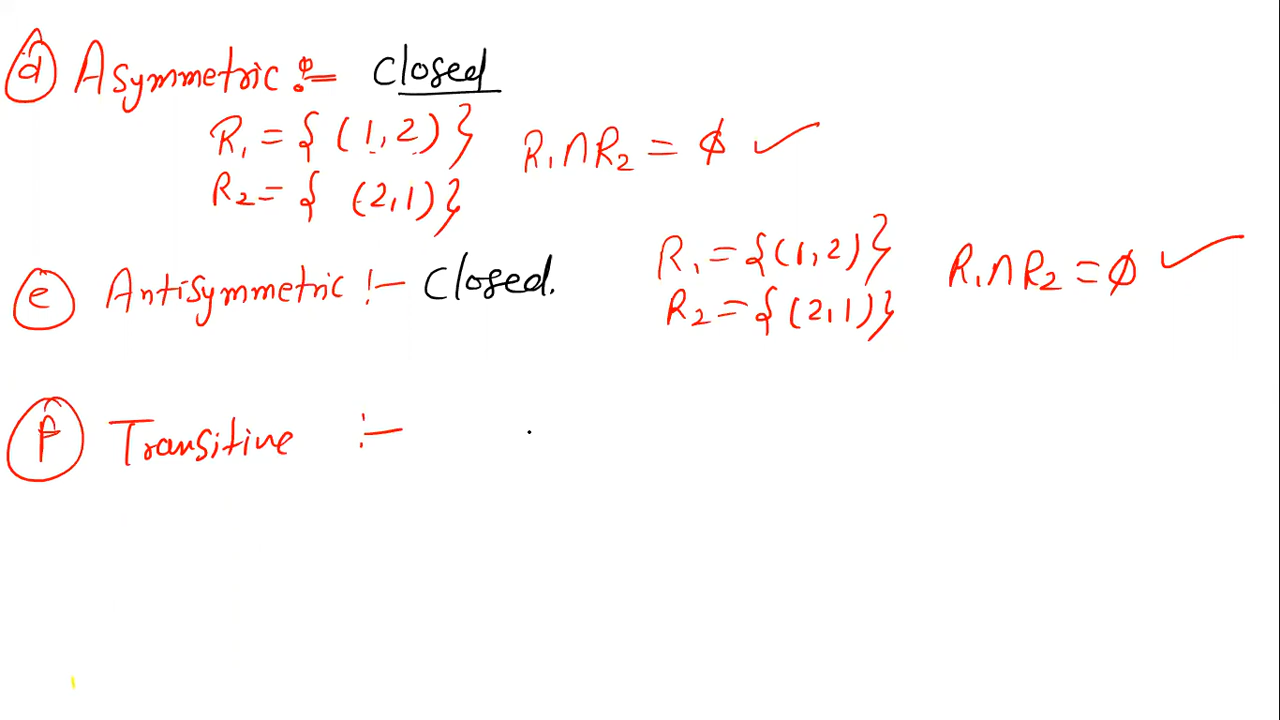 (d) Asymmetric :- Closed
R₁ = { (1,2) } R₁∩R₂ = ϕ ✓
R₂ = { (2,1) }
(e) Antisymmetric :- Closed. R₁ = {(1,2)} R₁∩R₂ = ϕ ✓
R₂ = {(2,1)}
(f) Transitive :-